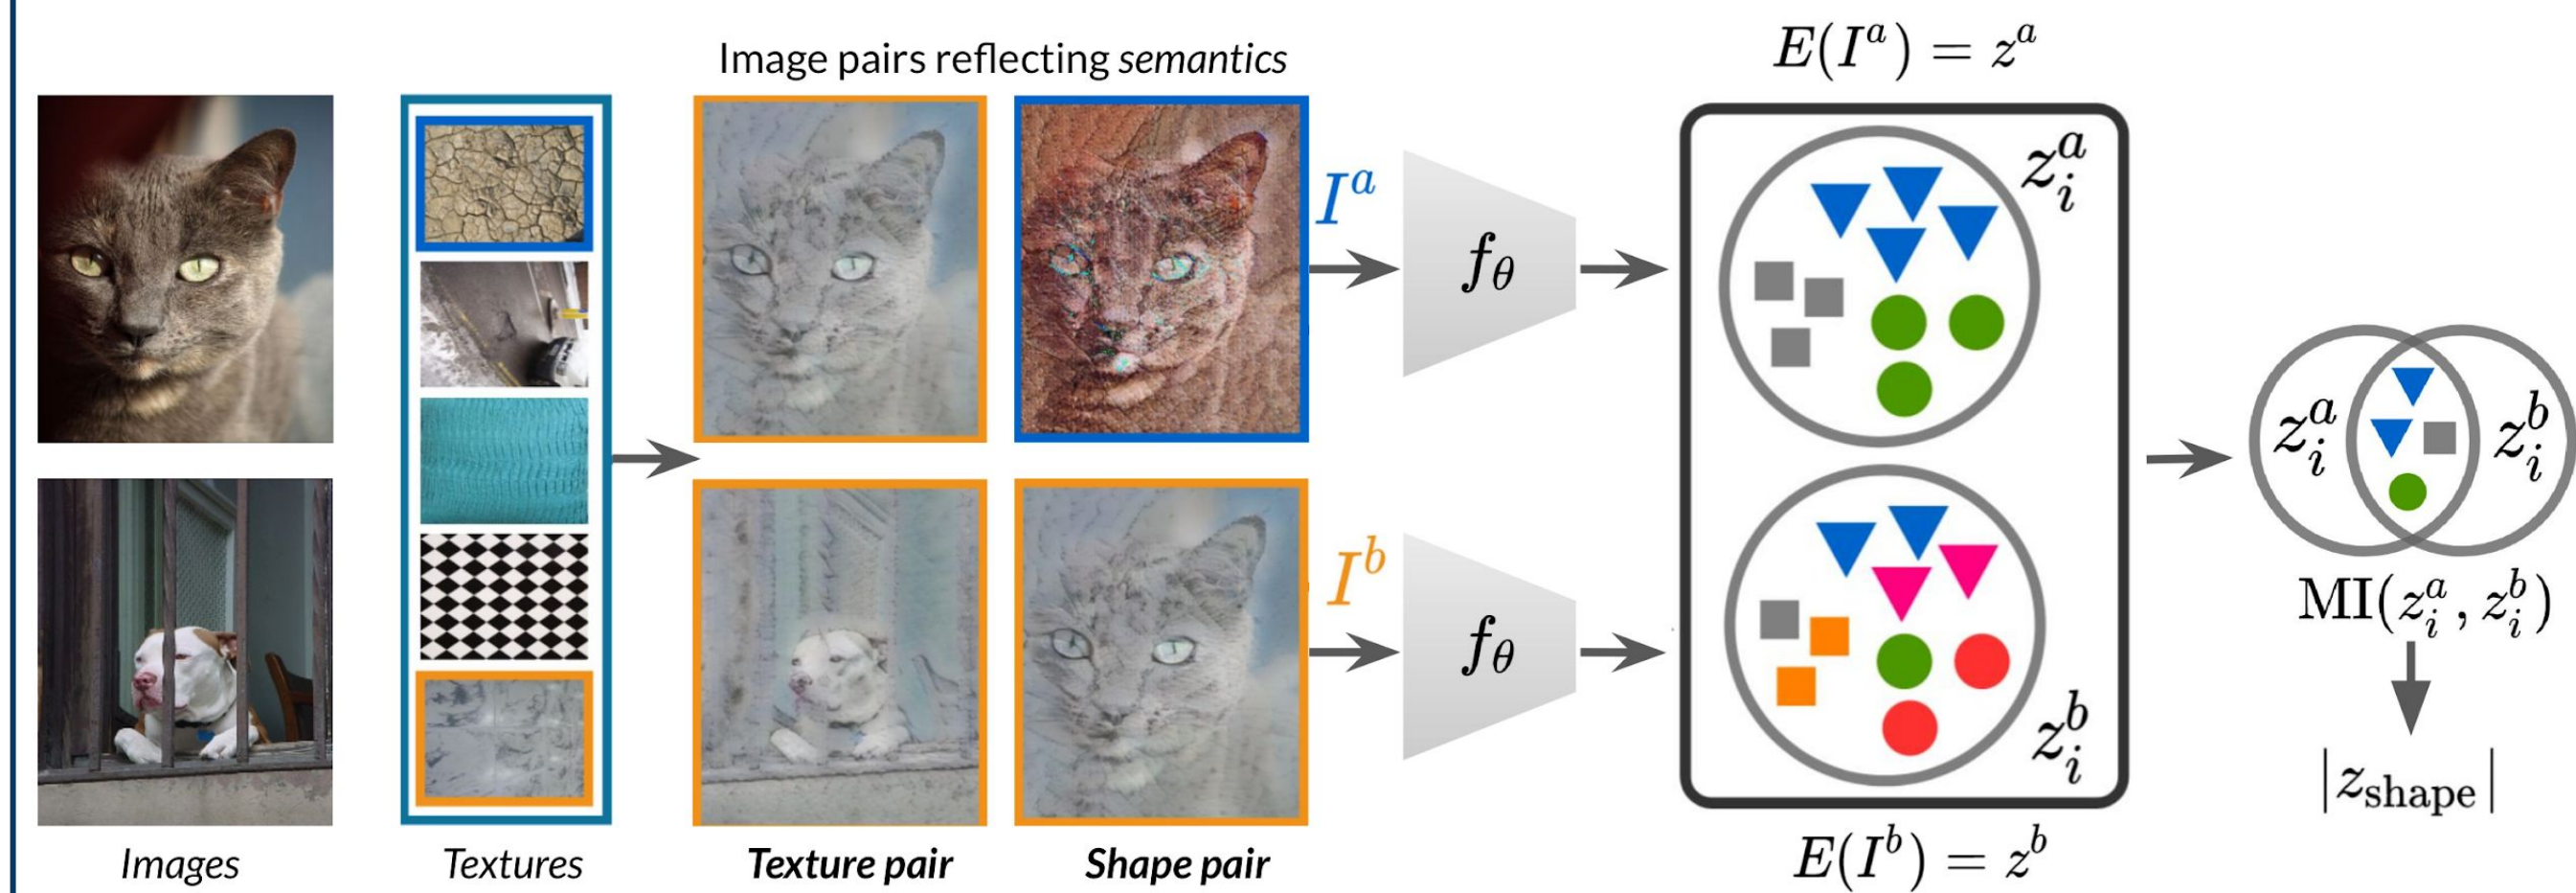 Image pairs reflecting semantics
E(I^a) = z^a
I^a
f_θ
z_i^a
I^b
f_θ
z_i^b
z_i^a
z_i^b
MI(z_i^a, z_i^b)
|z_shape|
E(I^b) = z^b
Images
Textures
Texture pair
Shape pair